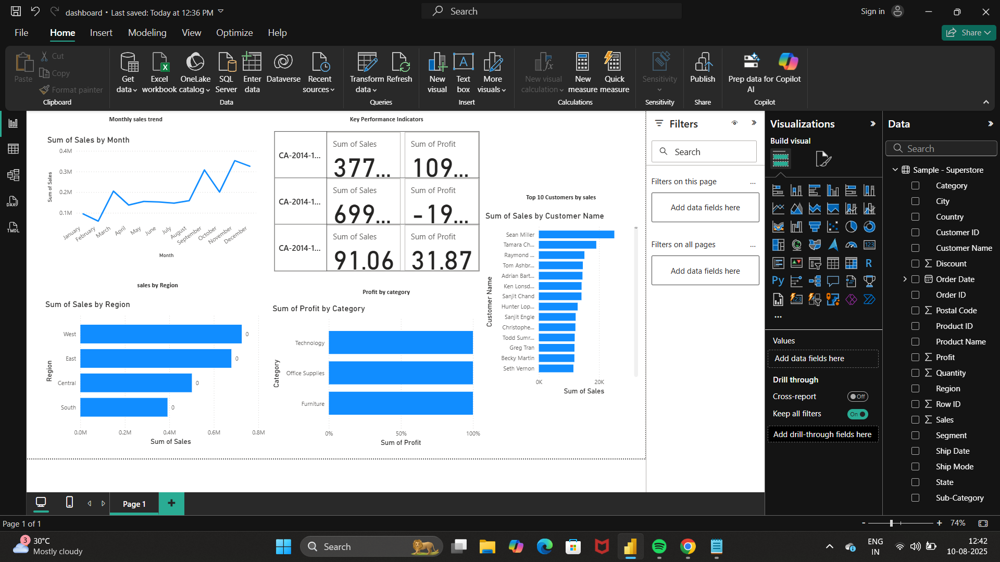 dashboard • Last saved: Today at 12:36 PM
Search
Sign in
File
Home
Insert
Modeling
View
Optimize
Help
Share
Paste
Cut
Copy
Format painter
Clipboard
Get data
Excel workbook
OneLake catalog
SQL Server
Enter data
Dataverse
Recent sources
Data
Transform data
Refresh
Queries
New visual
Text box
More visuals
Insert
New visual calculation
New measure
Quick measure
Calculations
Sensitivity
Sensitivity
Publish
Share
Prep data for AI
Copilot
Copilot
Monthly sales trend
Sum of Sales by Month
0.4M
0.3M
0.2M
0.1M
Sum of Sales
January
February
March
April
May
June
July
August
September
October
November
December
Month
Key Performance Indicators
CA-2014-1...
Sum of Sales
377...
Sum of Profit
109...
CA-2014-1...
Sum of Sales
699...
Sum of Profit
-19...
CA-2014-1...
Sum of Sales
91.06
Sum of Profit
31.87
Top 10 Customers by sales
Sum of Sales by Customer Name
Customer Name
Sean Miller
Tamara Ch...
Raymond ...
Tom Ashbr...
Adrian Bart...
Ken Lonsd...
Sanjit Chand
Hunter Lop...
Sanjit Engle
Christophe...
Todd Sumr...
Greg Tran
Becky Martin
Seth Vernon
0K
20K
Sum of Sales
sales by Region
Sum of Sales by Region
Region
West
0
East
0
Central
0
South
0
0.0M
0.2M
0.4M
0.6M
0.8M
Sum of Sales
Profit by category
Sum of Profit by Category
Category
Technology
Office Supplies
Furniture
0%
50%
100%
Sum of Profit
Filters
Search
Filters on this page
...
Add data fields here
Filters on all pages
...
Add data fields here
Visualizations
Build visual
123
R
Py
123
...
Values
Add data fields here
Drill through
Cross-report
Off
Keep all filters
On
Add drill-through fields here
Data
Search
Sample - Superstore
Category
City
Country
Customer ID
Customer Name
Discount
Order Date
Order ID
Postal Code
Product ID
Product Name
Profit
Quantity
Region
Row ID
Sales
Segment
Ship Date
Ship Mode
State
Sub-Category
DAX
TMDL
Page 1
+
Page 1 of 1
- + 74%
3
30°C
Mostly cloudy
Search
ENG
IN
12:42
10-08-2025